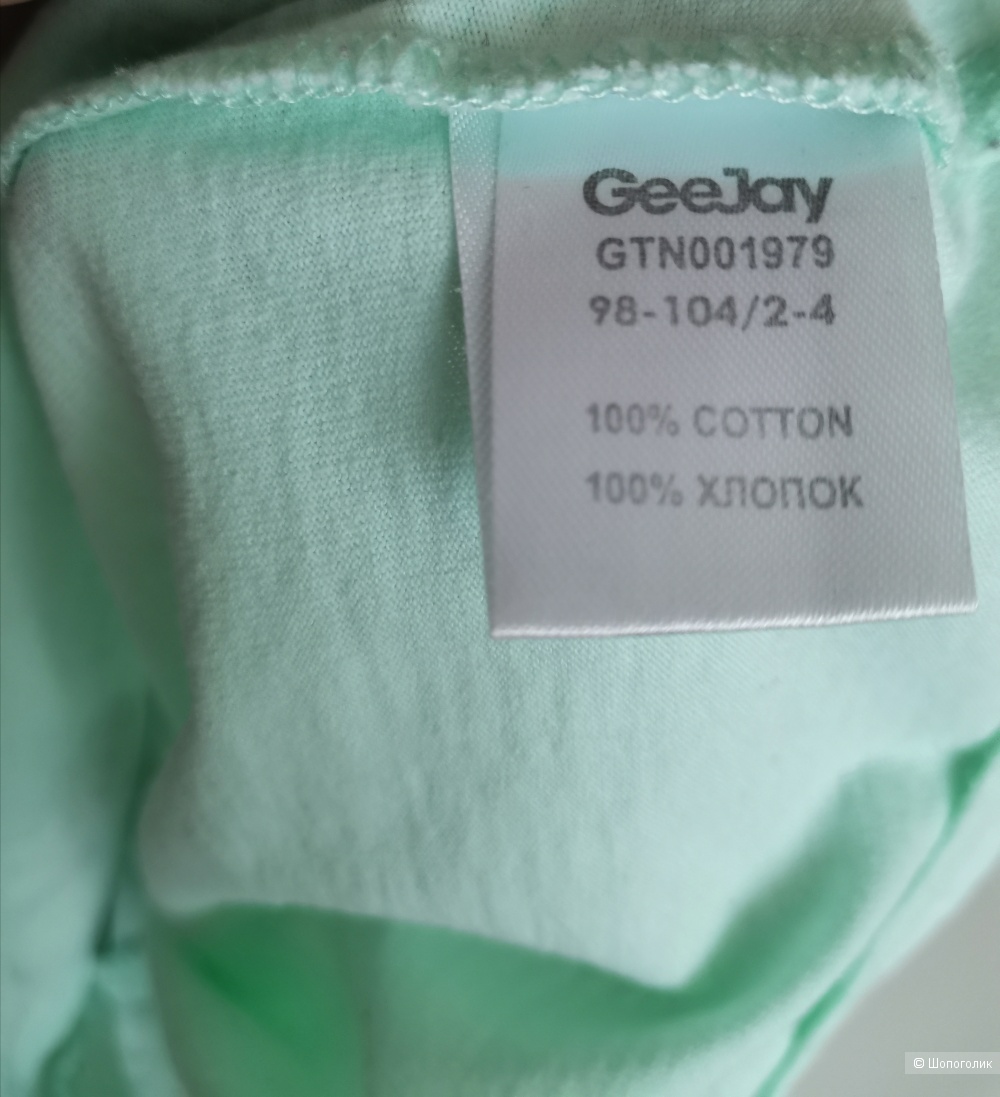 GeeJay
GTN001979
98-104/2-4
100% COTTON
100% ХЛОПОК
© Шопоголик